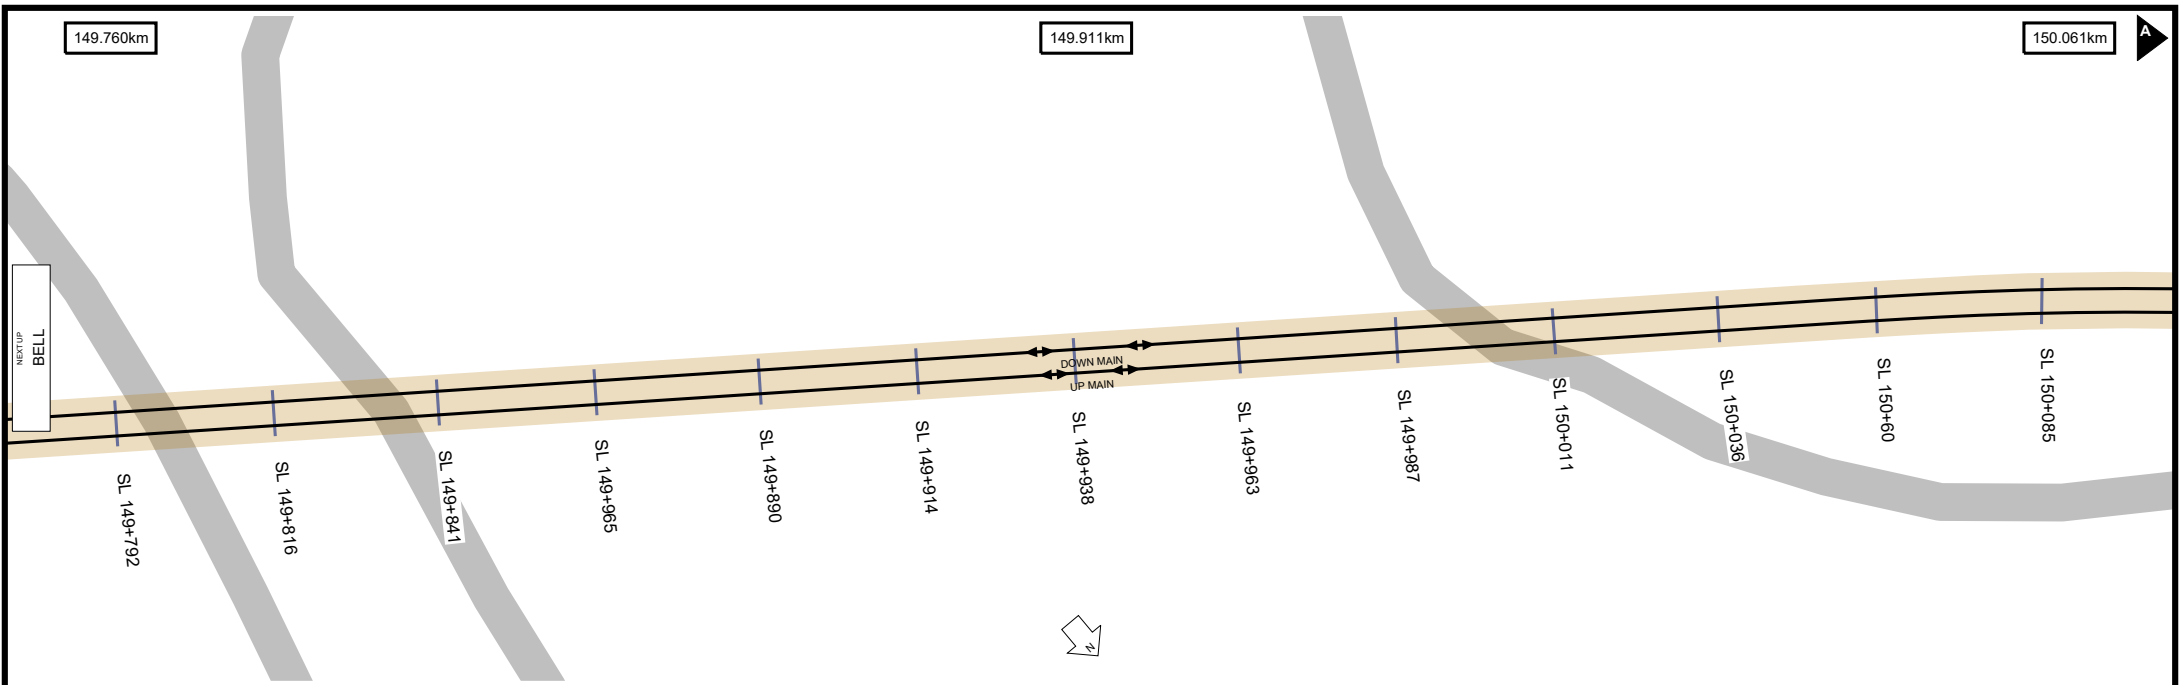 149.760km
149.911km
150.061km
A
NEXT UP
BELL
DOWN MAIN
UP MAIN
SL 149+792
SL 149+816
SL 149+841
SL 149+965
SL 149+890
SL 149+914
SL 149+938
SL 149+963
SL 149+987
SL 150+011
SL 150+036
SL 150+60
SL 150+085
N